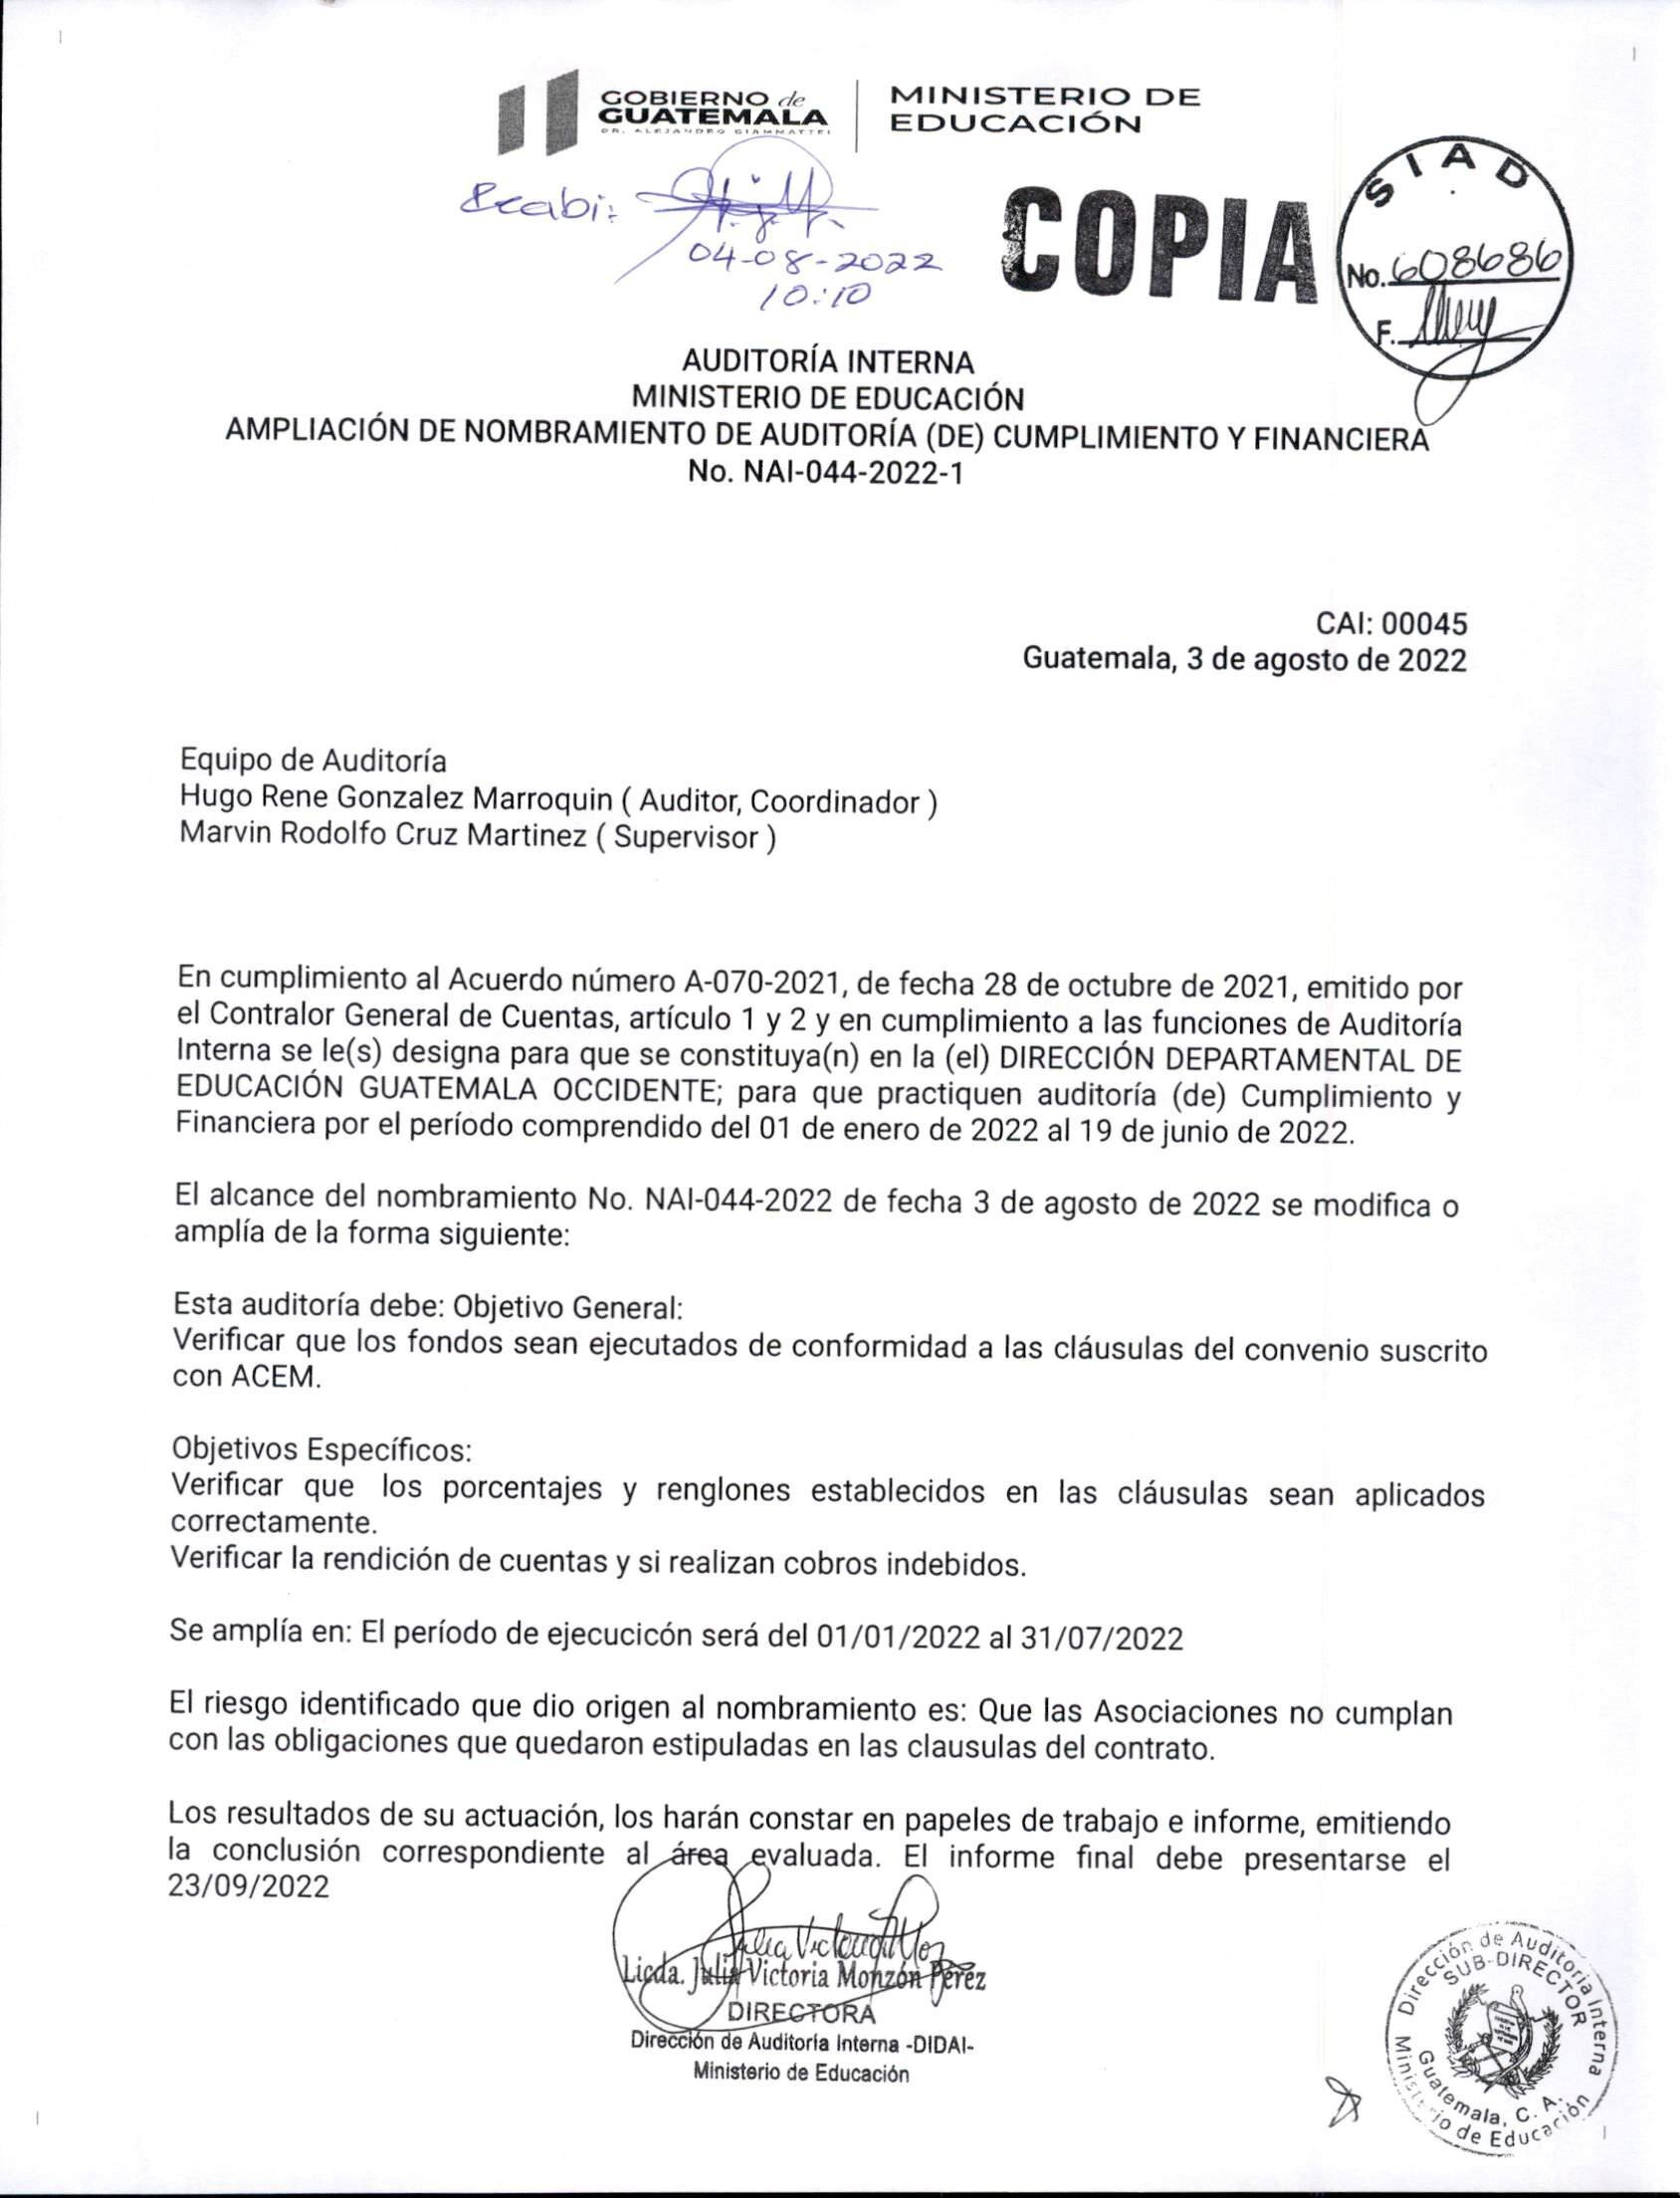 GOBIERNO de
GUATEMALA
DR. ALEJANDRO GIAMMATTEI
MINISTERIO DE
EDUCACIÓN
Recabi:
04-08-2022
10:10
COPIA
SIAD
No. 608686
F.
AUDITORÍA INTERNA
MINISTERIO DE EDUCACIÓN
AMPLIACIÓN DE NOMBRAMIENTO DE AUDITORÍA (DE) CUMPLIMIENTO Y FINANCIERA
No. NAI-044-2022-1
CAI: 00045
Guatemala, 3 de agosto de 2022
Equipo de Auditoría
Hugo Rene Gonzalez Marroquin ( Auditor, Coordinador )
Marvin Rodolfo Cruz Martinez ( Supervisor )
En cumplimiento al Acuerdo número A-070-2021, de fecha 28 de octubre de 2021, emitido por
el Contralor General de Cuentas, artículo 1 y 2 y en cumplimiento a las funciones de Auditoría
Interna se le(s) designa para que se constituya(n) en la (el) DIRECCIÓN DEPARTAMENTAL DE
EDUCACIÓN GUATEMALA OCCIDENTE; para que practiquen auditoría (de) Cumplimiento y
Financiera por el período comprendido del 01 de enero de 2022 al 19 de junio de 2022.
El alcance del nombramiento No. NAI-044-2022 de fecha 3 de agosto de 2022 se modifica o
amplía de la forma siguiente:
Esta auditoría debe: Objetivo General:
Verificar que los fondos sean ejecutados de conformidad a las cláusulas del convenio suscrito
con ACEM.
Objetivos Específicos:
Verificar que los porcentajes y renglones establecidos en las cláusulas sean aplicados
correctamente.
Verificar la rendición de cuentas y si realizan cobros indebidos.
Se amplía en: El período de ejecucicón será del 01/01/2022 al 31/07/2022
El riesgo identificado que dio origen al nombramiento es: Que las Asociaciones no cumplan
con las obligaciones que quedaron estipuladas en las clausulas del contrato.
Los resultados de su actuación, los harán constar en papeles de trabajo e informe, emitiendo
la conclusión correspondiente al área evaluada. El informe final debe presentarse el
23/09/2022
Licda. Julia Victoria Monzón Pérez
DIRECTORA
Dirección de Auditoría Interna -DIDAI-
Ministerio de Educación
Dirección de Auditoría Interna
SUB-DIRECTOR
Guatemala, C. A.
Ministerio de Educación